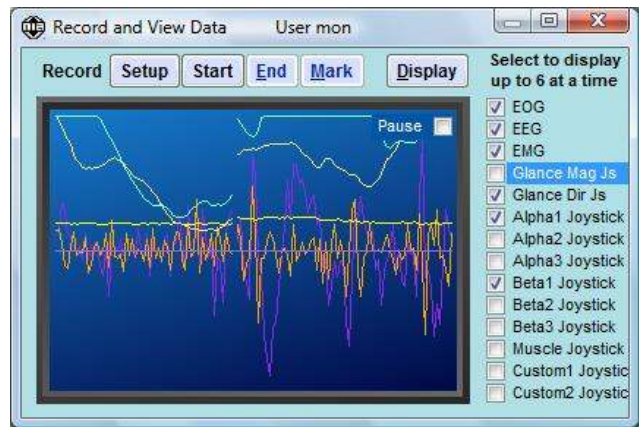 Record and View Data User mon
Record Setup Start End Mark Display
Select to display
up to 6 at a time
Pause
EOG
EEG
EMG
Glance Mag Js
Glance Dir Js
Alpha1 Joystick
Alpha2 Joystick
Alpha3 Joystick
Beta1 Joystick
Beta2 Joystick
Beta3 Joystick
Muscle Joystick
Custom1 Joystic
Custom2 Joystic